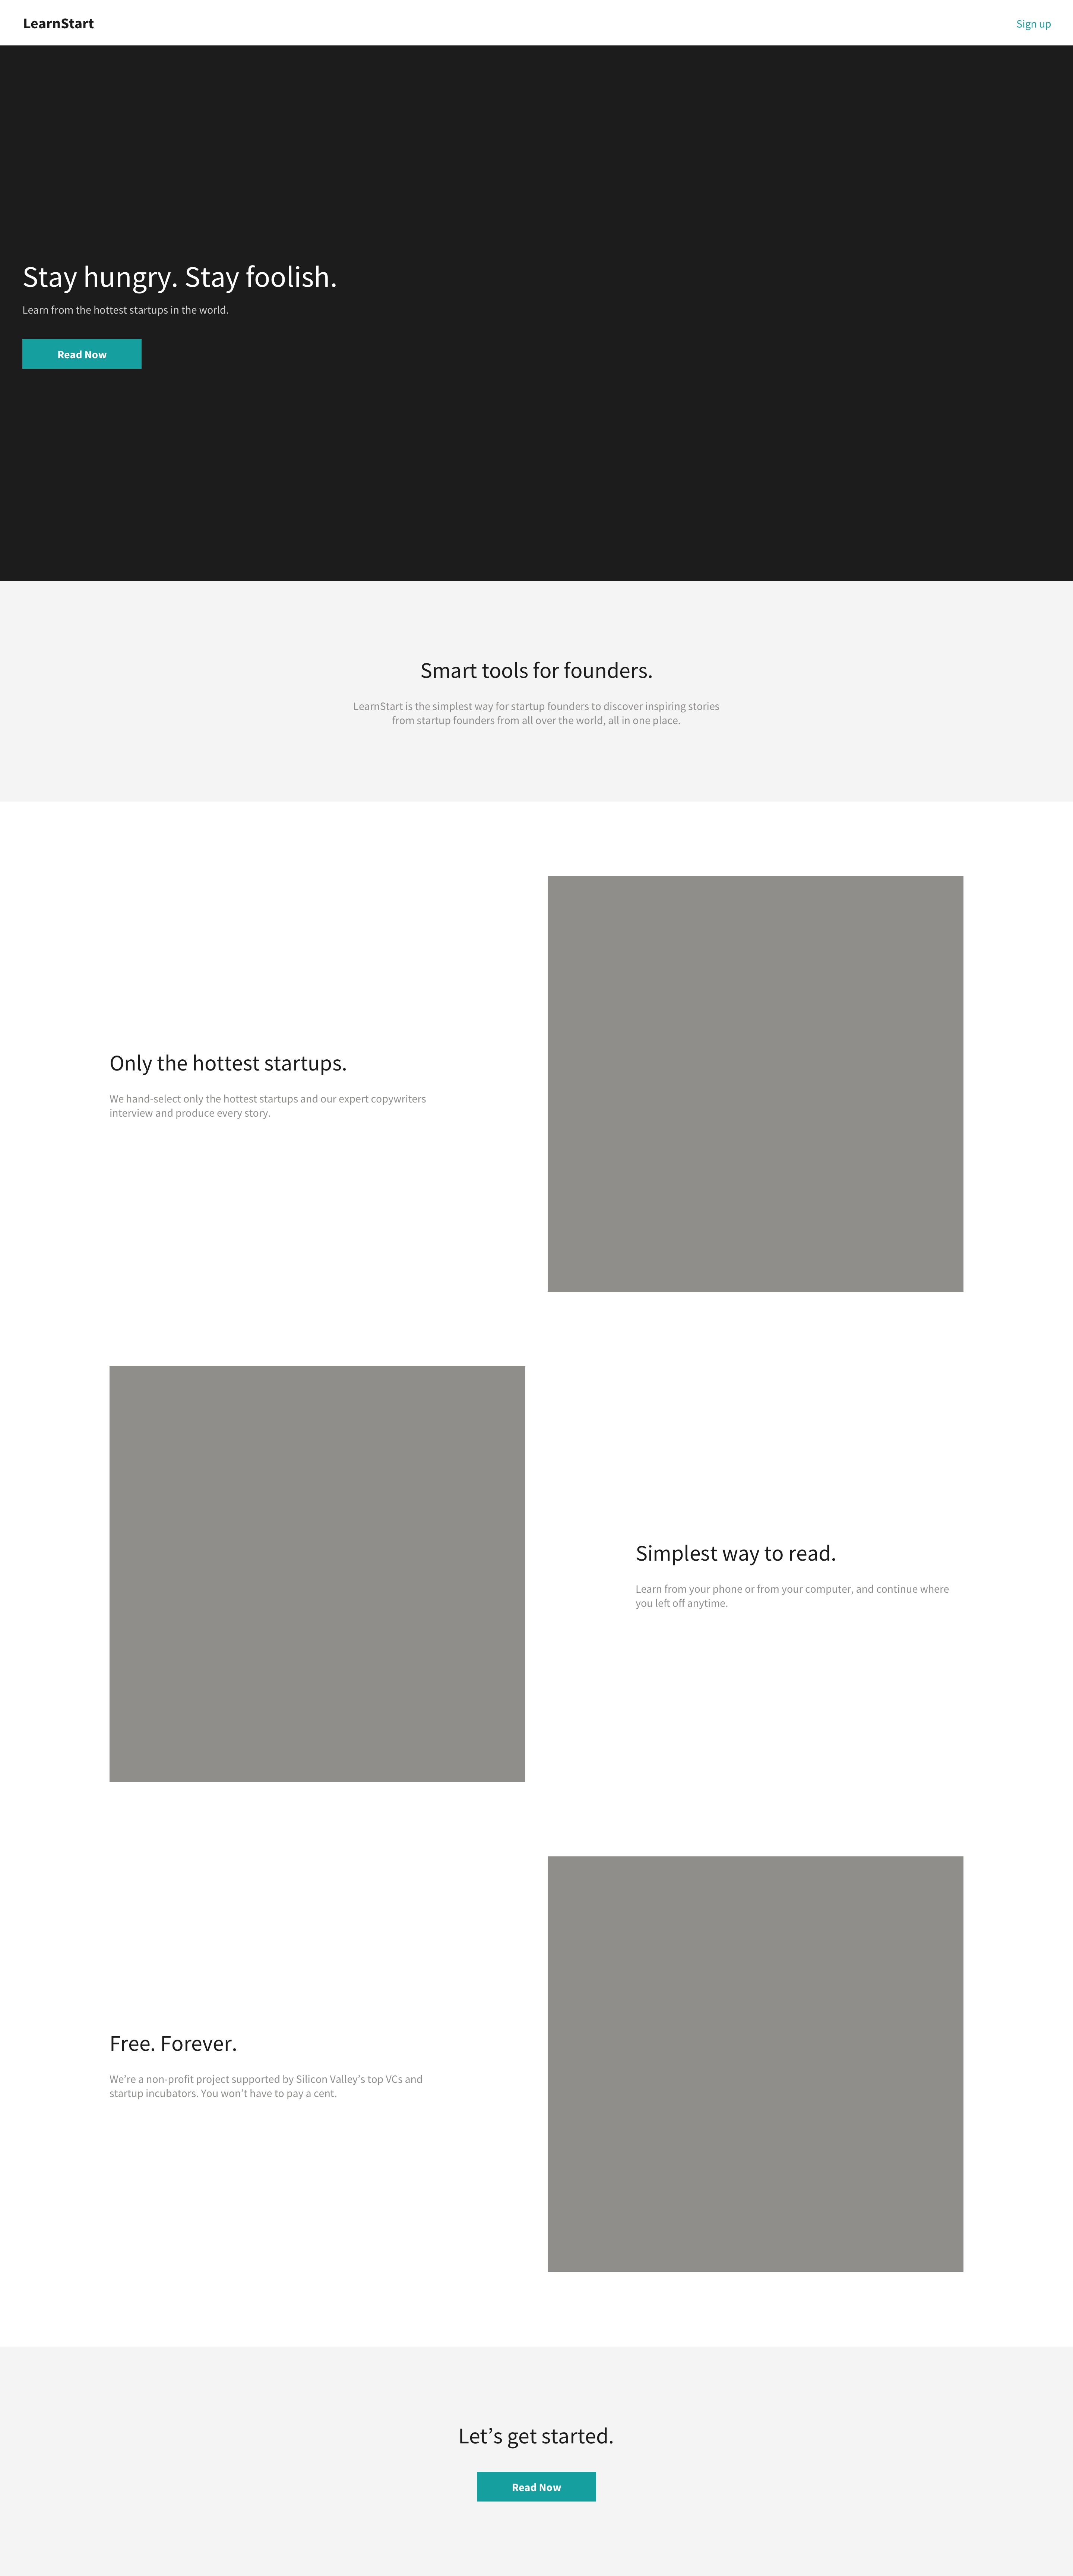 LearnStart
Sign up
Stay hungry. Stay foolish.
Learn from the hottest startups in the world.
Read Now
Smart tools for founders.
LearnStart is the simplest way for startup founders to discover inspiring stories
from startup founders from all over the world, all in one place.
Only the hottest startups.
We hand-select only the hottest startups and our expert copywriters
interview and produce every story.
Simplest way to read.
Learn from your phone or from your computer, and continue where
you left off anytime.
Free. Forever.
We’re a non-profit project supported by Silicon Valley’s top VCs and
startup incubators. You won’t have to pay a cent.
Let’s get started.
Read Now